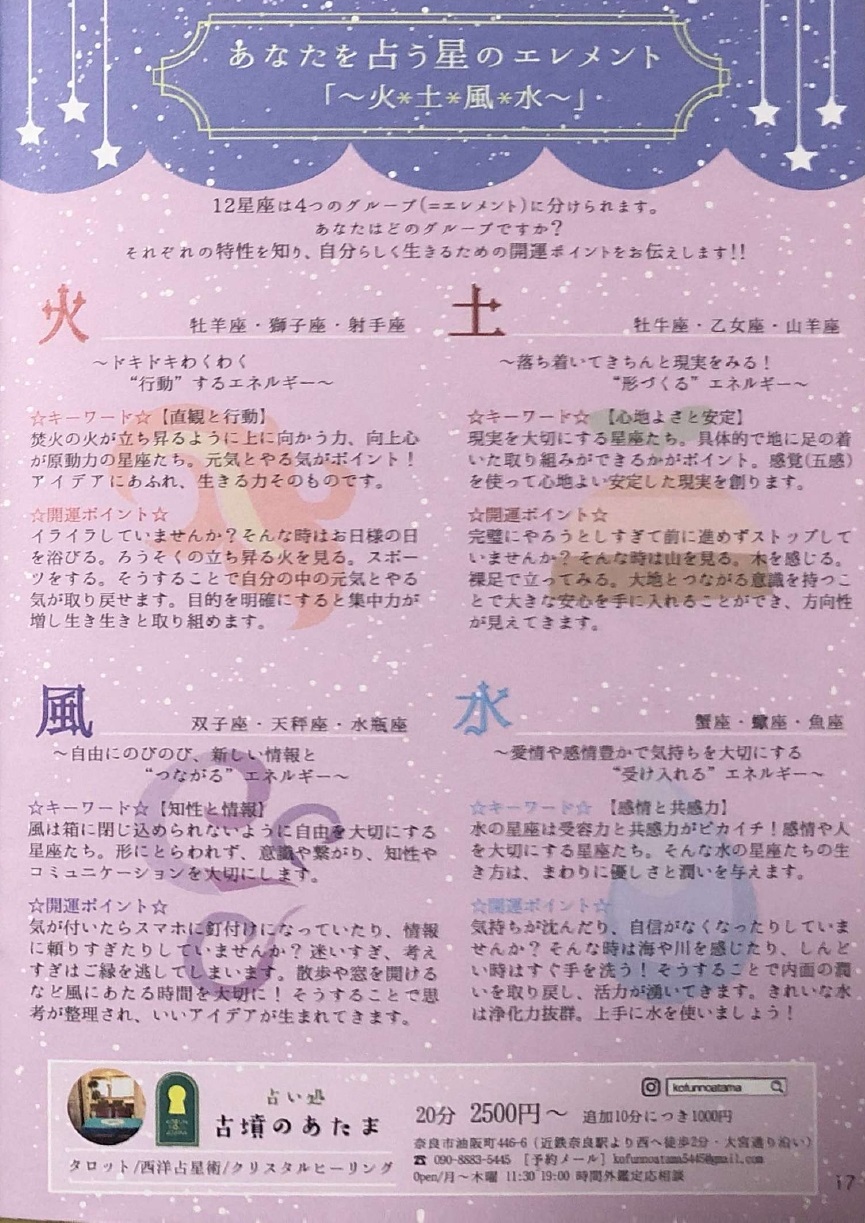 あなたを占う星のエレメント
「～火*土*風*水～」
12星座は4つのグループ(=エレメント)に分けられます。
あなたはどのグループですか？
それぞれの特性を知り、自分らしく生きるための開運ポイントをお伝えします!!
火
牡羊座・獅子座・射手座
～ドキドキわくわく
“行動”するエネルギー～
☆キーワード☆【直観と行動】
焚火の火が立ち昇るように上に向かう力、向上心
が原動力の星座たち。元気とやる気がポイント！
アイデアにあふれ、生きる力そのものです。
☆開運ポイント☆
イライラしていませんか？そんな時はお日様の日
を浴びる。ろうそくの立ち昇る火を見る。スポー
ツをする。そうすることで自分の中の元気とやる
気が取り戻せます。目的を明確にすると集中力が
増し生き生きと取り組めます。
土
牡牛座・乙女座・山羊座
～落ち着いてきちんと現実をみる！
“形づくる”エネルギー～
☆キーワード☆【心地よさと安定】
現実を大切にする星座たち。具体的で地に足の着
いた取り組みができるかがポイント。感覚(五感)
を使って心地よい安定した現実を創ります。
☆開運ポイント☆
完璧にやろうとしすぎて前に進めずストップして
いませんか？そんな時は山を見る。木を感じる。
裸足で立ってみる。大地とつながる意識を持つこ
とで大きな安心を手に入れることができ、方向性
が見えてきます。
風
双子座・天秤座・水瓶座
～自由にのびのび、新しい情報と
“つながる”エネルギー～
☆キーワード☆【知性と情報】
風は箱に閉じ込められないように自由を大切にする
星座たち。形にとらわれず、意識や繋がり、知性や
コミュニケーションを大切にします。
☆開運ポイント☆
気が付いたらスマホに釘付けになっていたり、情報
に頼りすぎたりしていませんか？迷いすぎ、考え
すぎはご縁を逃してしまいます。散歩や窓を開ける
など風にあたる時間を大切に！そうすることで思
考が整理され、いいアイデアが生まれてきます。
水
蟹座・蠍座・魚座
～愛情や感情豊かで気持ちを大切にする
“受け入れる”エネルギー～
☆キーワード☆【感情と共感力】
水の星座は受容力と共感力がピカイチ！感情や人
を大切にする星座たち。そんな水の星座たちの生
き方は、まわりに優しさと潤いを与えます。
☆開運ポイント☆
気持ちが沈んだり、自信がなくなったりしていま
せんか？そんな時は海や川を感じたり、しんど
い時はすぐ手を洗う！そうすることで内面の潤
いを取り戻し、活力が湧いてきます。きれいな水
は浄化力抜群。上手に水を使いましょう！
占い処
古墳のあたま
タロット/西洋占星術/クリスタルヒーリング
kofunnoatama
20分 2500円～ 追加10分につき1000円
奈良市油阪町446-6（近鉄奈良駅より西へ徒歩2分・大宮通り沿い）
☎ 090-8883-5445 ［予約メール］kofunnoatama5445@gmail.com
Open/月～木曜 11:30~19:00 時間外鑑定応相談
17